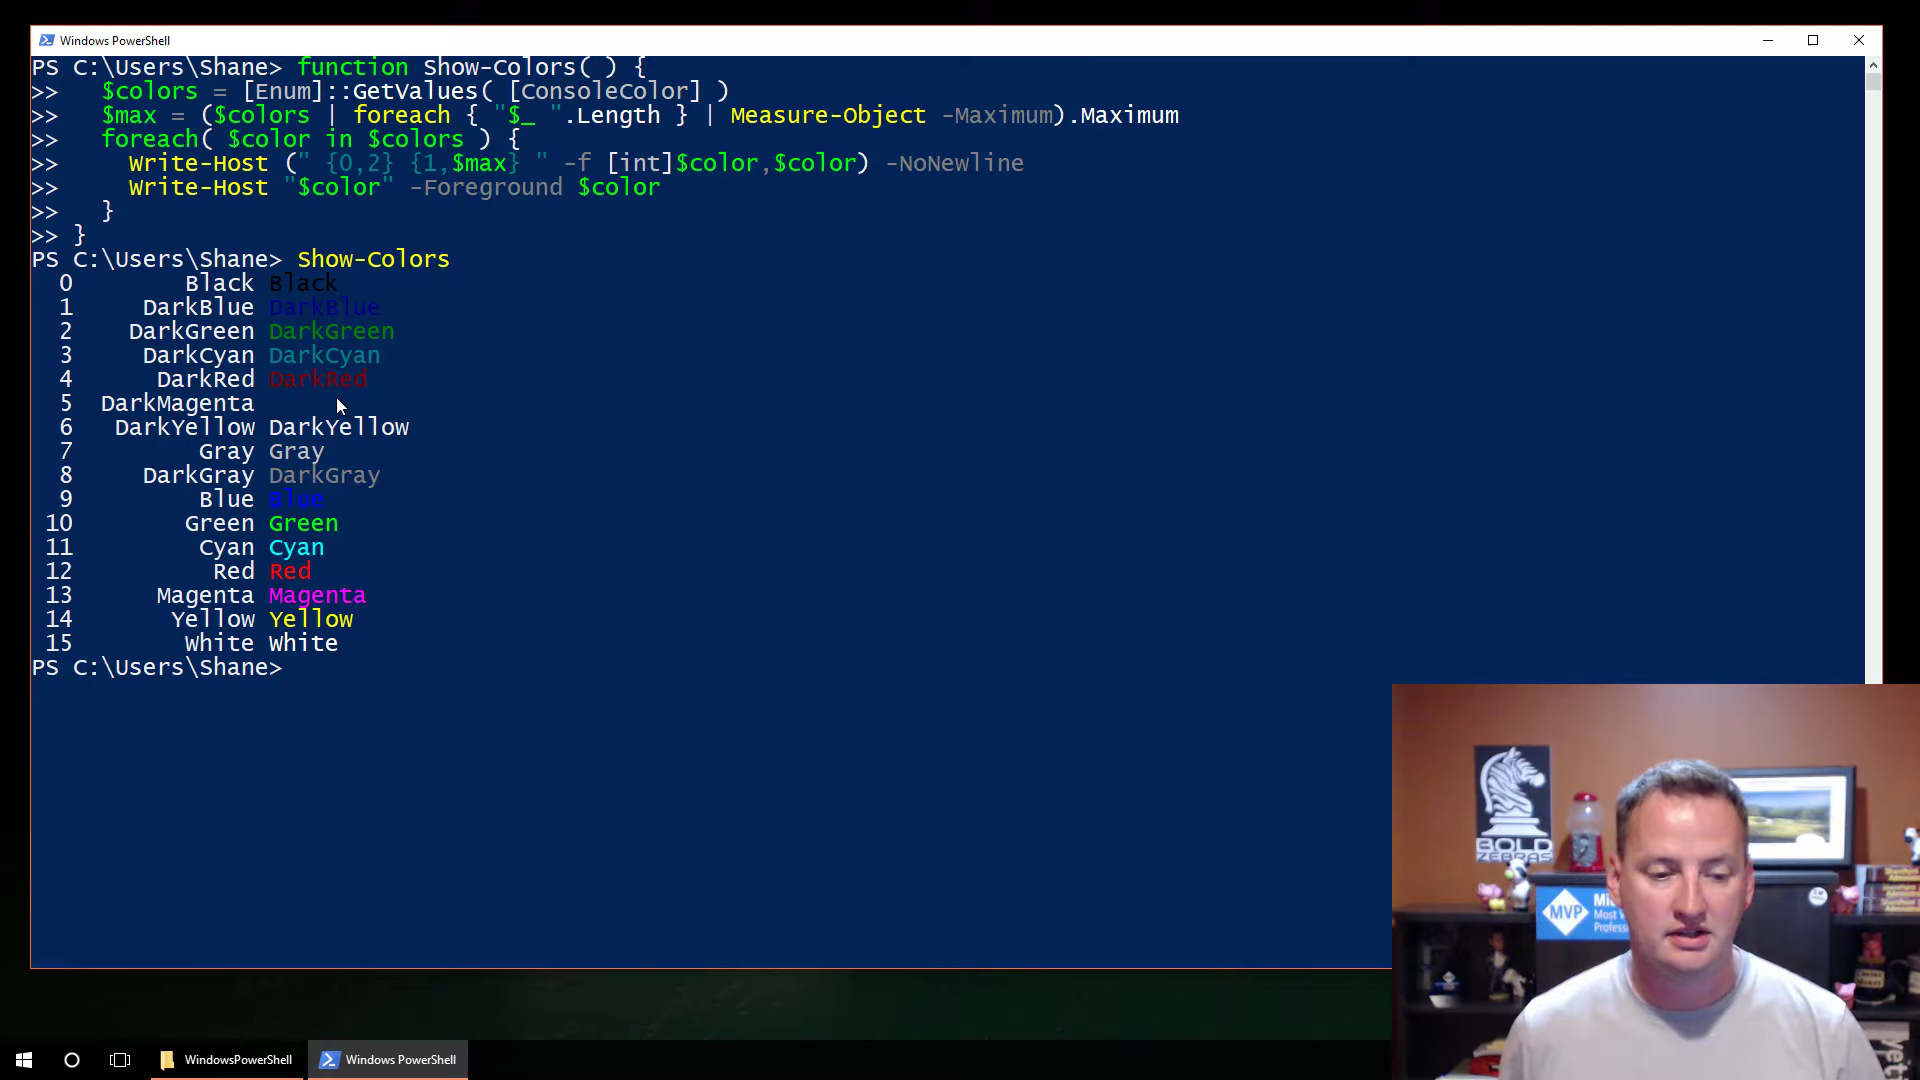 Windows PowerShell
PS C:\Users\Shane> function Show-Colors( ) {
>>   $colors = [Enum]::GetValues( [ConsoleColor] )
>>   $max = ($colors | foreach { "$_ ".Length } | Measure-Object -Maximum).Maximum
>>   foreach( $color in $colors ) {
>>     Write-Host (" {0,2} {1,$max} " -f [int]$color,$color) -NoNewline
>>     Write-Host "$color" -Foreground $color
>>   }
>> }
PS C:\Users\Shane> Show-Colors
0 Black Black
1 DarkBlue DarkBlue
2 DarkGreen DarkGreen
3 DarkCyan DarkCyan
4 DarkRed DarkRed
5 DarkMagenta
6 DarkYellow DarkYellow
7 Gray Gray
8 DarkGray DarkGray
9 Blue Blue
10 Green Green
11 Cyan Cyan
12 Red Red
13 Magenta Magenta
14 Yellow Yellow
15 White White
PS C:\Users\Shane>
BOLD
ZEBRAS
MVP
Most
WindowsPowerShell
Windows PowerShell